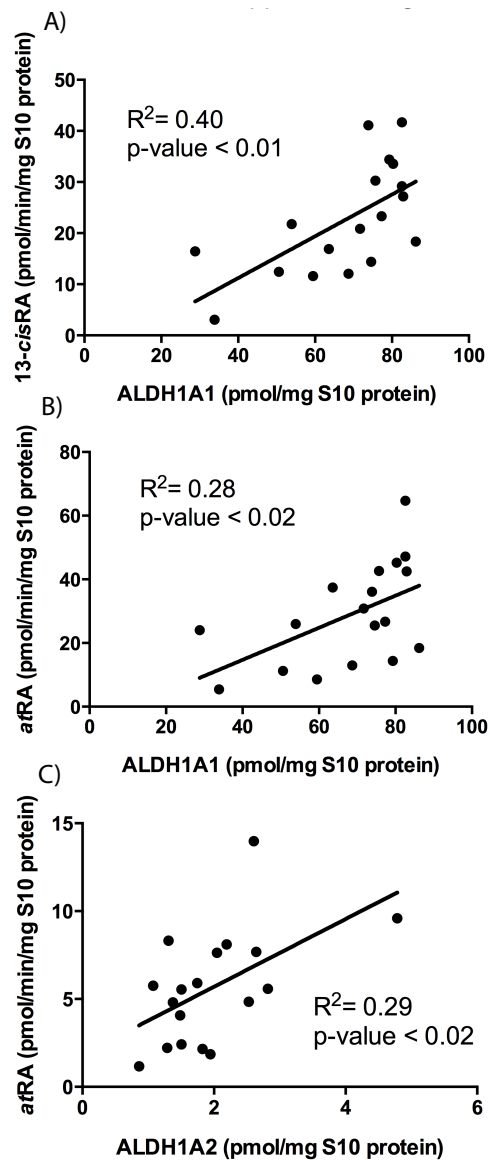 A)
50
40
30
20
10
0
13-cisRA (pmol/min/mg S10 protein)
R²= 0.40
p-value < 0.01
0 20 40 60 80 100
ALDH1A1 (pmol/mg S10 protein)
B)
80
60
40
20
0
atRA (pmol/min/mg S10 protein)
R²= 0.28
p-value < 0.02
0 20 40 60 80 100
ALDH1A1 (pmol/mg S10 protein)
C)
15
10
5
0
atRA (pmol/min/mg S10 protein)
R²= 0.29
p-value < 0.02
0 2 4 6
ALDH1A2 (pmol/mg S10 protein)